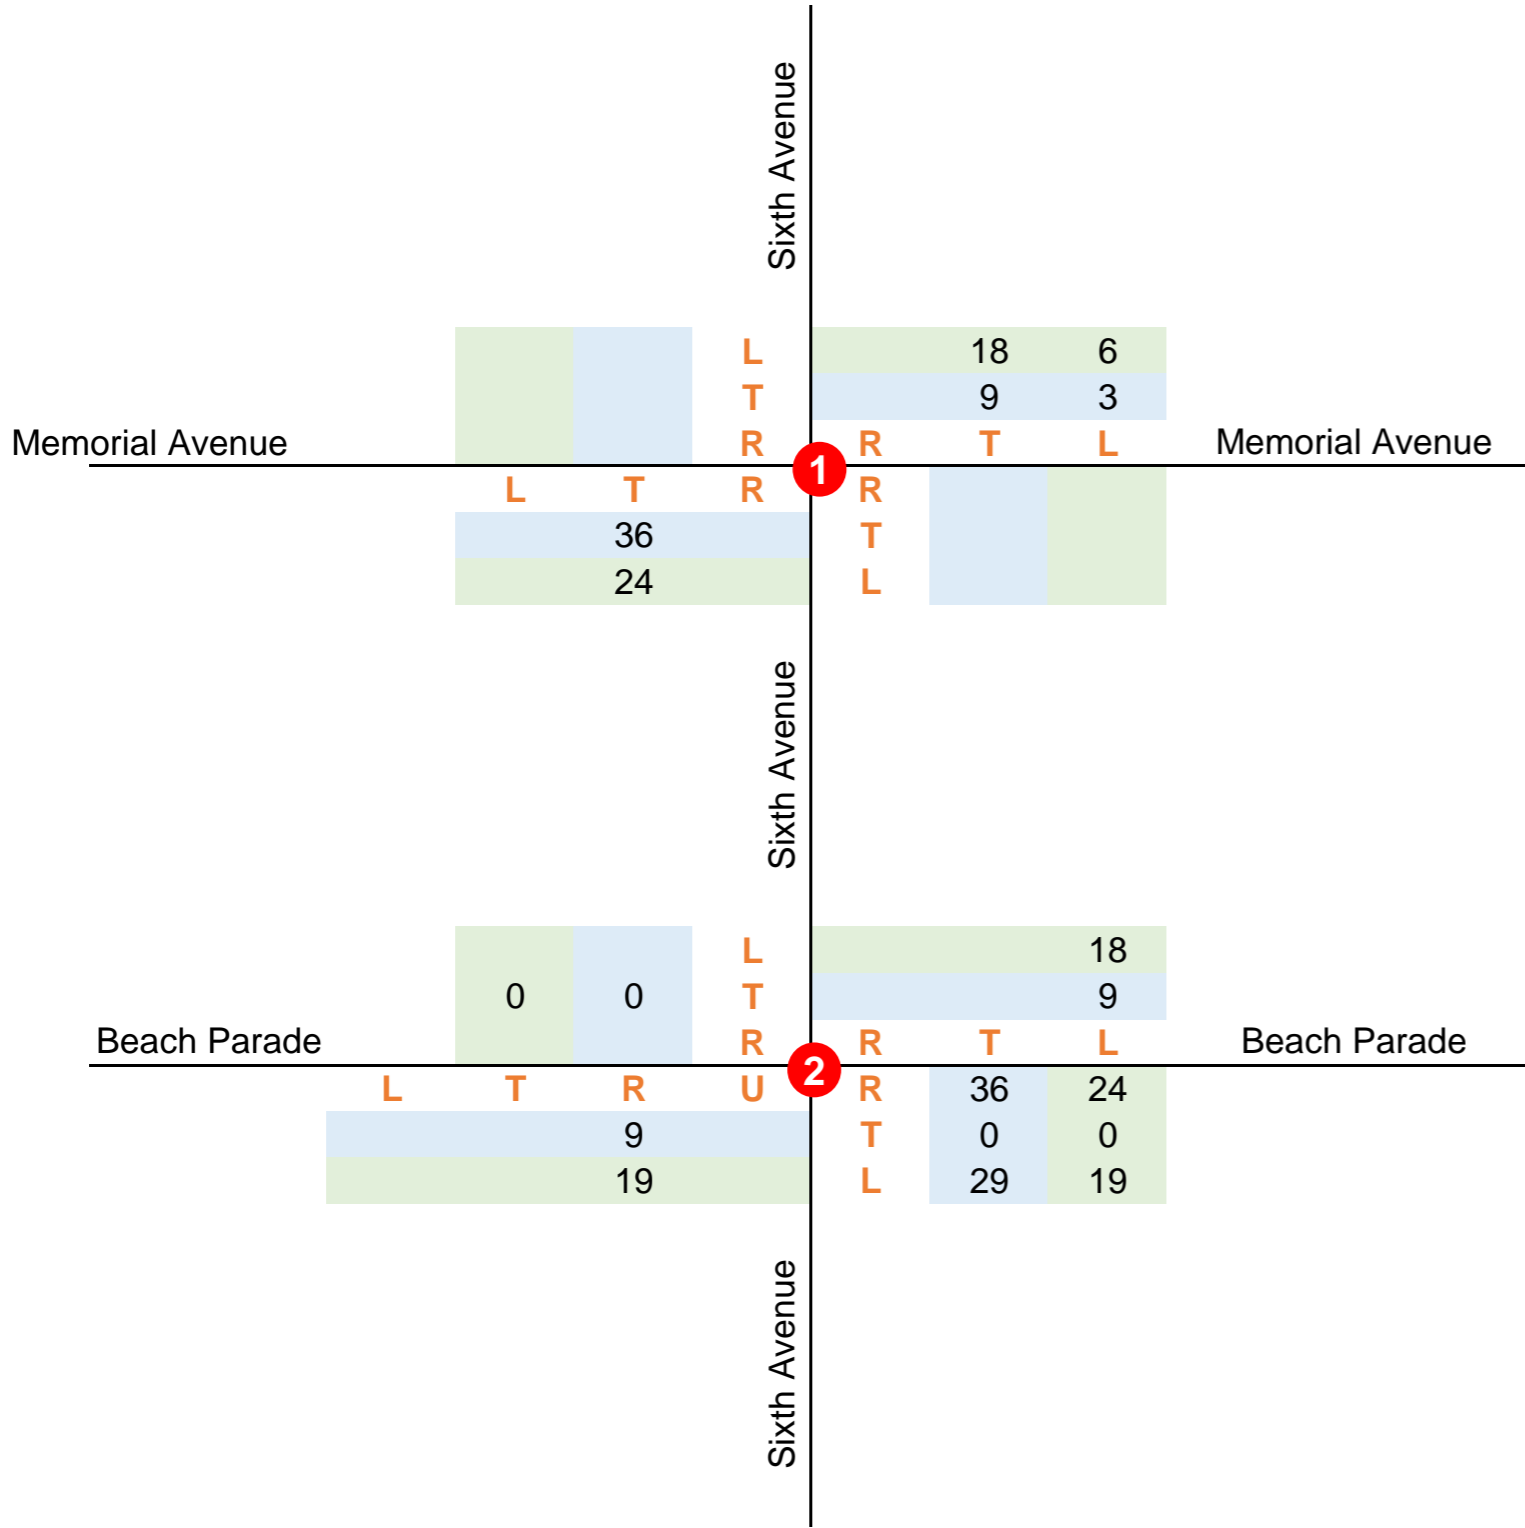 Sixth Avenue
L 18 6
T 9 3
Memorial Avenue R R T L Memorial Avenue
1
L T R R
36 T
24 L
Sixth Avenue
L 18
0 0 T 9
Beach Parade R R T L Beach Parade
2
L T R U R 36 24
9 T 0 0
19 L 29 19
Sixth Avenue